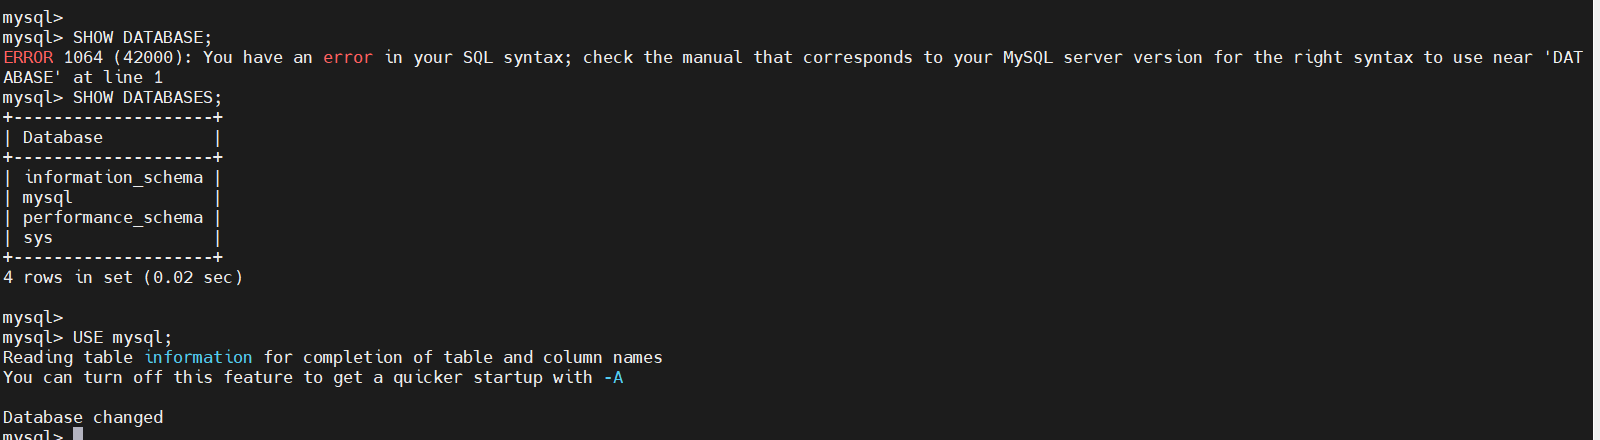 mysql>
mysql> SHOW DATABASE;
ERROR 1064 (42000): You have an error in your SQL syntax; check the manual that corresponds to your MySQL server version for the right syntax to use near 'DAT
ABASE' at line 1
mysql> SHOW DATABASES;
+--------------------+
| Database           |
+--------------------+
| information_schema |
| mysql              |
| performance_schema |
| sys                |
+--------------------+
4 rows in set (0.02 sec)
mysql>
mysql> USE mysql;
Reading table information for completion of table and column names
You can turn off this feature to get a quicker startup with -A
Database changed
mysql>